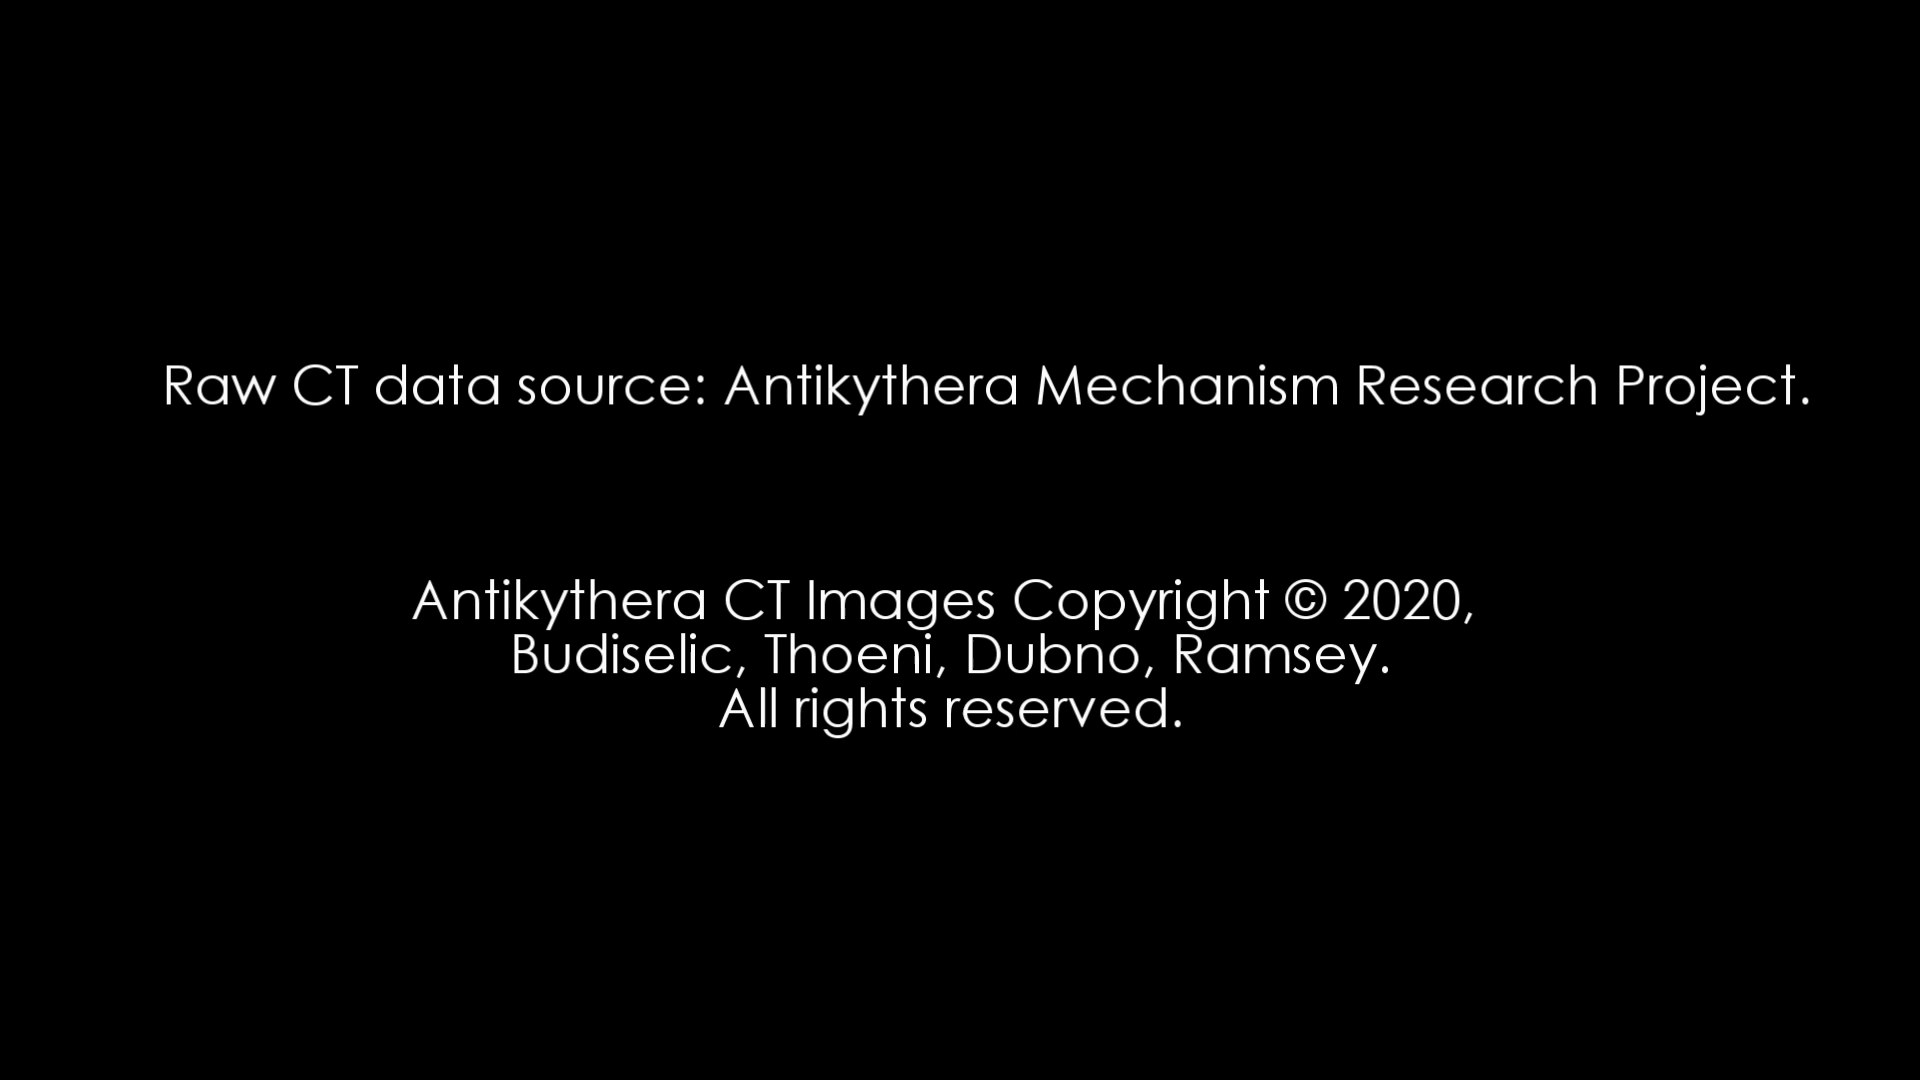 Raw CT data source: Antikythera Mechanism Research Project.
Antikythera CT Images Copyright © 2020,
Budiselic, Thoeni, Dubno, Ramsey.
All rights reserved.